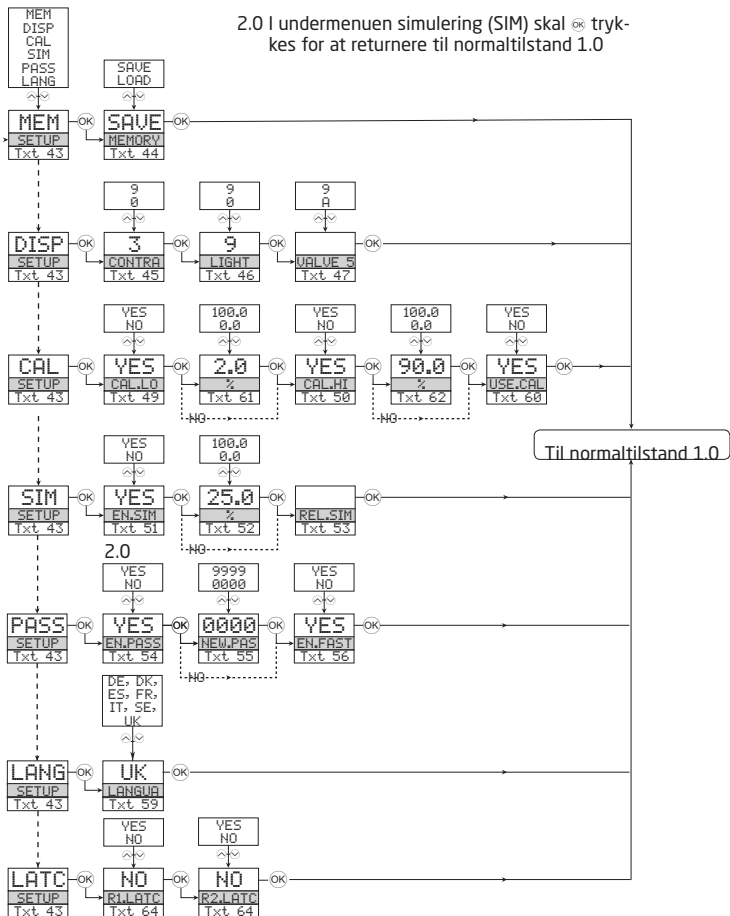 2.0 I undermenuen simulering (SIM) skal OK tryk-
kes for at returnere til normaltilstand 1.0
MEM
DISP
CAL
SIM
PASS
LANG
SAVE
LOAD
MEM OK SAVE OK
SETUP MEMORY
Txt 43 Txt 44
9 9 9
0 0 A
DISP OK 3 OK 9 OK OK
SETUP CONTRA LIGHT VALVE 5
Txt 43 Txt 45 Txt 46 Txt 47
YES 100.0 YES 100.0 YES
NO 0.0 NO 0.0 NO
CAL OK YES OK 2.0 OK YES OK 90.0 OK YES OK
SETUP CAL.LO % CAL.HI % USE.CAL
Txt 43 Txt 49 Txt 61 Txt 50 Txt 62 Txt 60
NO NO
Til normaltilstand 1.0
YES 100.0
NO 0.0
SIM OK YES OK 25.0 OK OK
SETUP EN.SIM % REL.SIM
Txt 43 Txt 51 Txt 52 Txt 53
NO
2.0
YES 9999 YES
NO 0000 NO
PASS OK YES OK 0000 OK YES OK
SETUP EN.PASS NEW.PAS EN.FAST
Txt 43 Txt 54 Txt 55 Txt 56
NO
DE, DK,
ES, FR,
IT, SE,
UK
LANG OK UK OK
SETUP LANGUA
Txt 43 Txt 59
YES YES
NO NO
LATC OK NO OK NO OK
SETUP R1.LATC R2.LATC
Txt 43 Txt 64 Txt 64